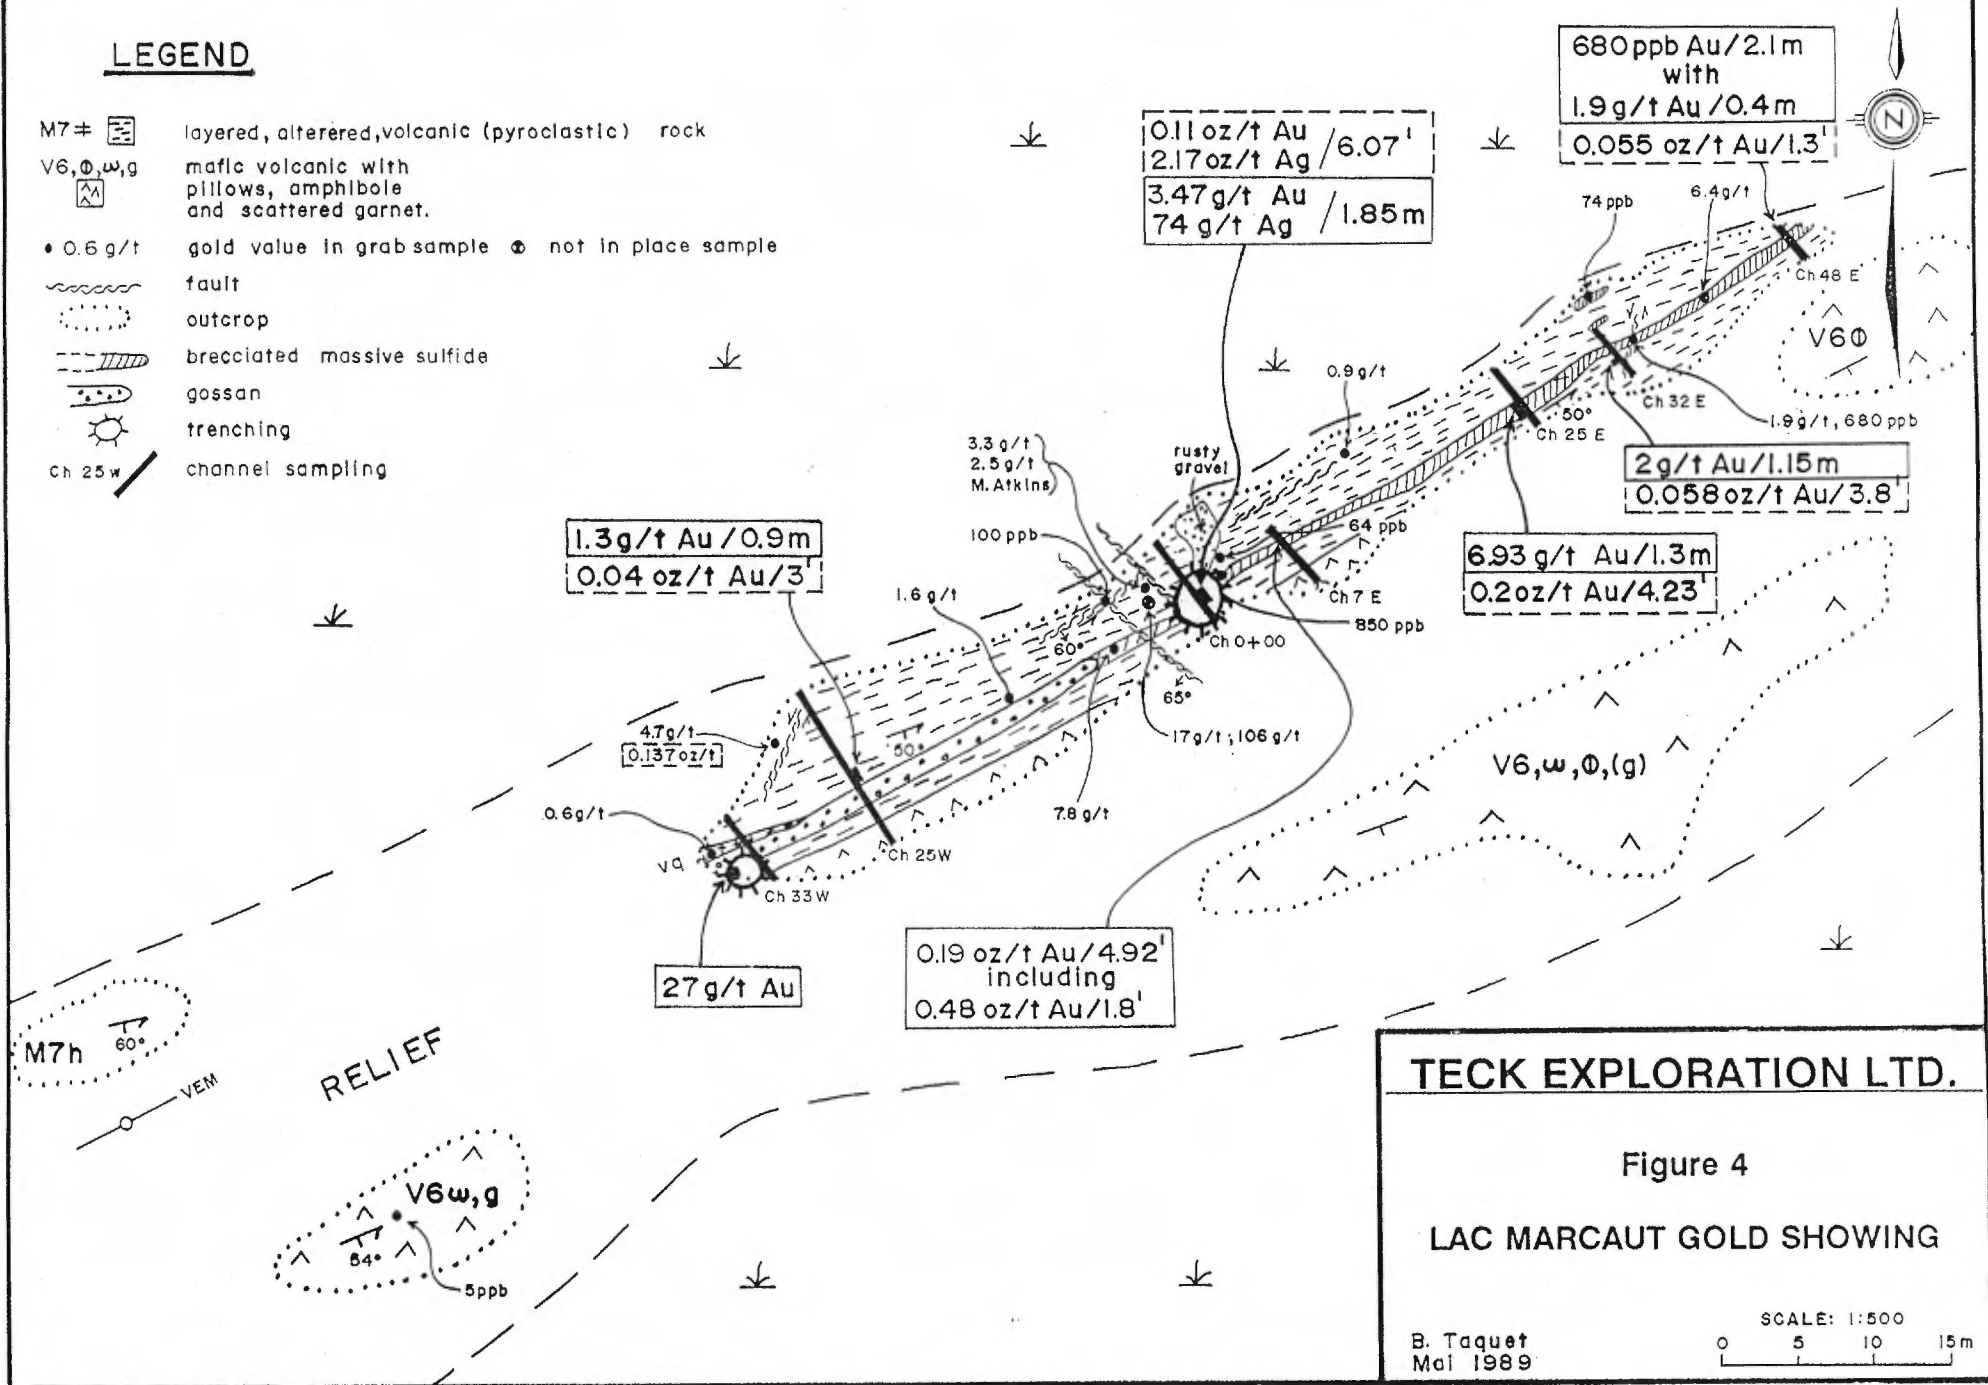 LEGEND
M7‡ layered, alterered, volcanic (pyroclastic) rock
V6,Φ,ω,g mafic volcanic with
pillows, amphibole
and scattered garnet.
• 0.6 g/t gold value in grab sample not in place sample
fault
outcrop
brecciated massive sulfide
gossan
trenching
Ch 25 w channel sampling
680 ppb Au/2.1m
with
1.9 g/t Au/0.4m
0.055 oz/t Au/1.3'
N
0.11 oz/t Au
2.17 oz/t Ag /6.07'
3.47 g/t Au
74 g/t Ag /1.85m
74 ppb
6.4 g/t
Ch 48 E
V6Φ
0.9 g/t
Ch 32 E
50°
Ch 25 E
1.9 g/t, 680 ppb
2 g/t Au/1.15m
0.058 oz/t Au/3.8'
3.3 g/t
2.5 g/t
M. Atkins
rusty
gravel
100 ppb
64 ppb
6.93 g/t Au/1.3m
0.2 oz/t Au/4.23'
1.3 g/t Au/0.9m
0.04 oz/t Au/3'
1.6 g/t
Ch 7 E
850 ppb
Ch 0+00
60°
65°
4.7 g/t
0.137 oz/t
50°
17 g/t, 106 g/t
V6,ω,Φ,(g)
0.6 g/t
7.8 g/t
vq
Ch 25W
Ch 33 W
27 g/t Au
0.19 oz/t Au/4.92'
including
0.48 oz/t Au/1.8'
M7h
60°
VEM
RELIEF
V6ω,g
54°
5ppb
TECK EXPLORATION LTD.
Figure 4
LAC MARCAUT GOLD SHOWING
B. Taquet
Mai 1989
SCALE: 1:500
0 5 10 15 m